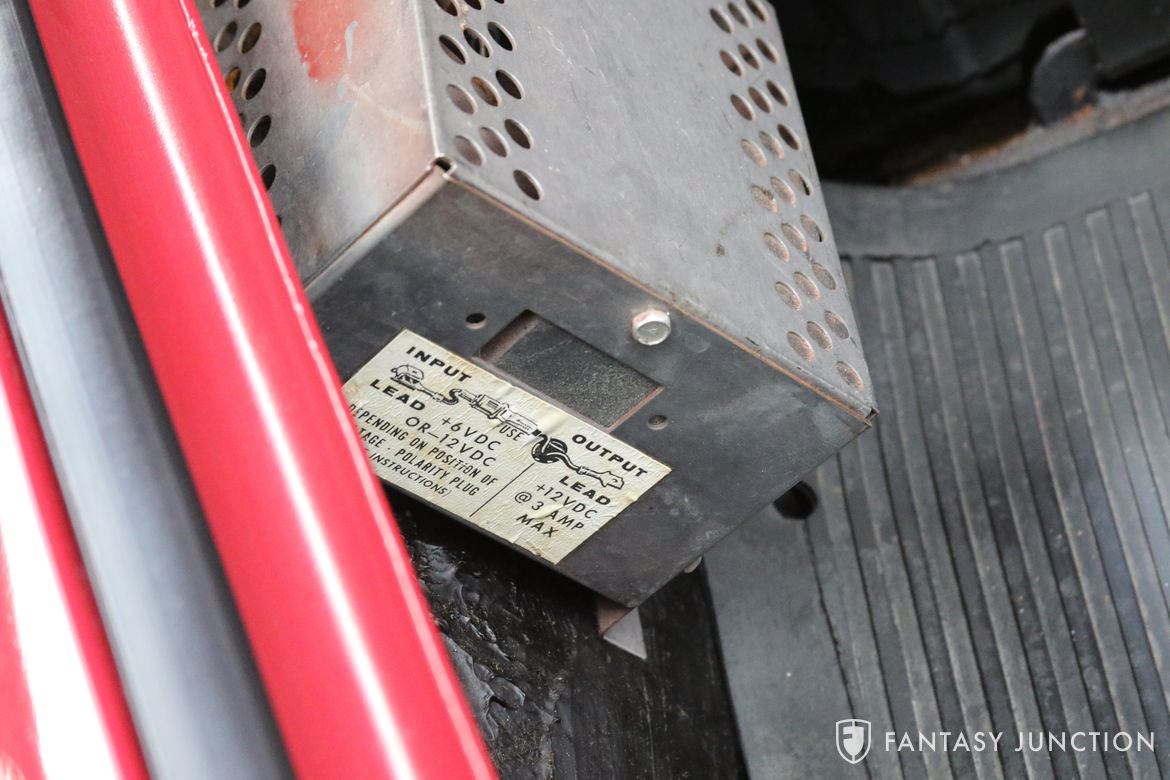 INPUT
LEAD
+6VDC
OR -12VDC
DEPENDING ON POSITION OF
POLARITY PLUG
INSTRUCTIONS)
FUSE
OUTPUT
LEAD
+12VDC
@ 3 AMP
MAX
FANTASY JUNCTION